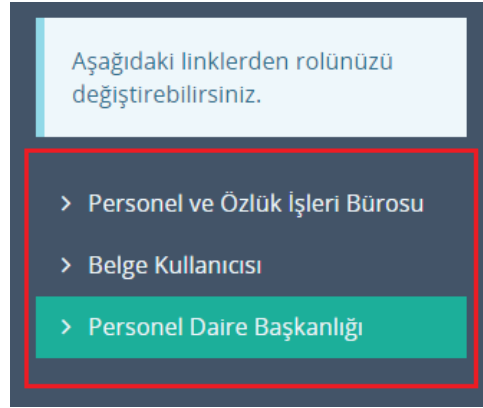 Aşağıdaki linklerden rolünüzü
değiştirebilirsiniz.
Personel ve Özlük İşleri Bürosu
Belge Kullanıcısı
Personel Daire Başkanlığı